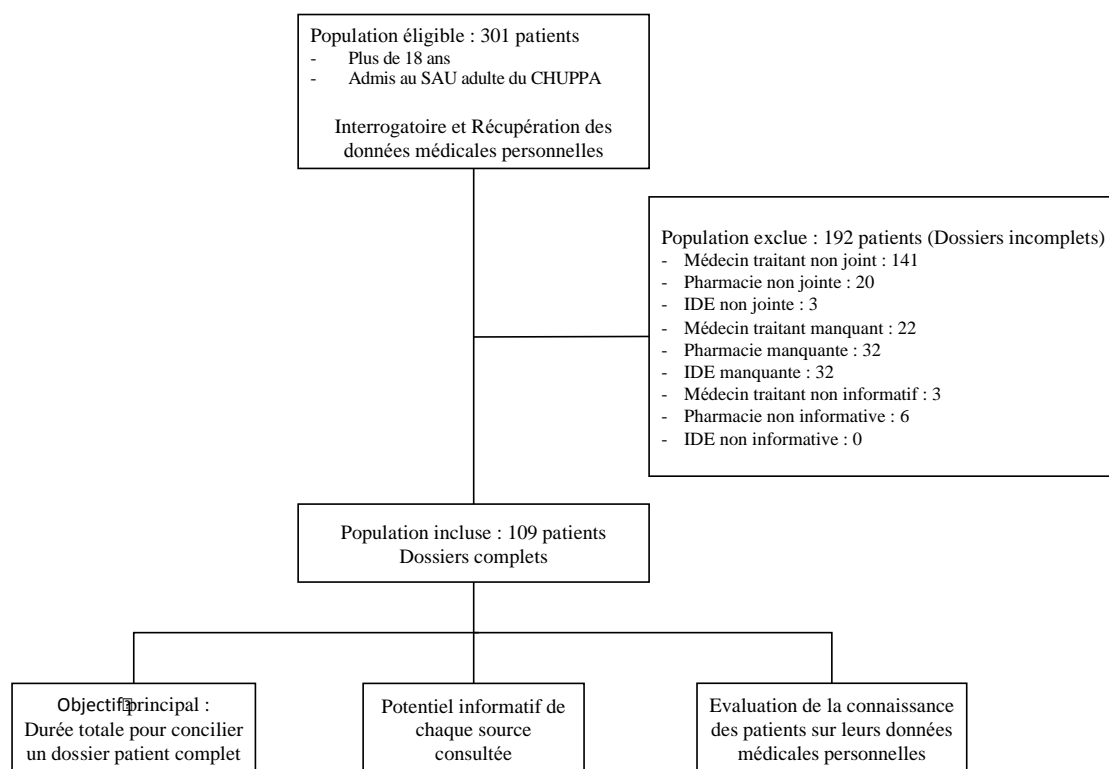 Population éligible : 301 patients
- Plus de 18 ans
- Admis au SAU adulte du CHUPPA
Interrogatoire et Récupération des
données médicales personnelles
Population exclue : 192 patients (Dossiers incomplets)
- Médecin traitant non joint : 141
- Pharmacie non jointe : 20
- IDE non jointe : 3
- Médecin traitant manquant : 22
- Pharmacie manquante : 32
- IDE manquante : 32
- Médecin traitant non informatif : 3
- Pharmacie non informative : 6
- IDE non informative : 0
Population incluse : 109 patients
Dossiers complets
Objectif principal :
Durée totale pour concilier
un dossier patient complet
Potentiel informatif de
chaque source
consultée
Evaluation de la connaissance
des patients sur leurs données
médicales personnelles